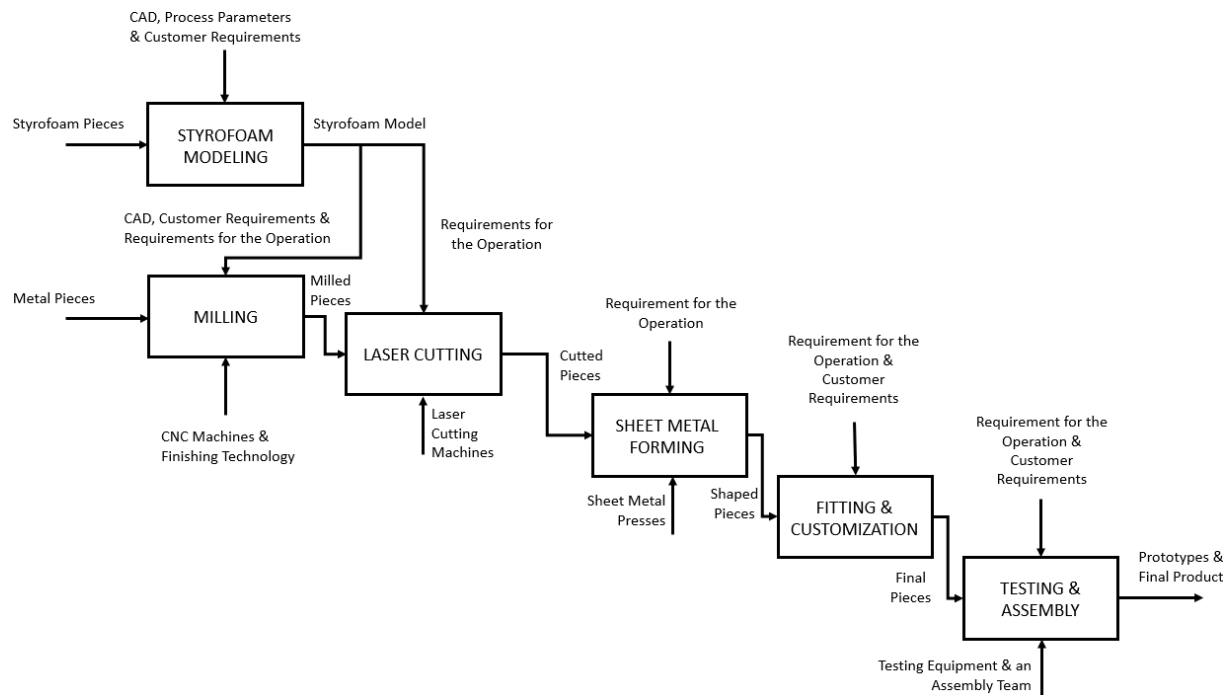 CAD, Process Parameters
& Customer Requirements
Styrofoam Pieces
STYROFOAM
MODELING
Styrofoam Model
CAD, Customer Requirements &
Requirements for the Operation
Requirements for
the Operation
Metal Pieces
MILLING
Milled
Pieces
CNC Machines &
Finishing Technology
LASER CUTTING
Laser
Cutting
Machines
Cutted
Pieces
Requirement for the
Operation
SHEET METAL
FORMING
Sheet Metal
Presses
Shaped
Pieces
Requirement for the
Operation &
Customer
Requirements
FITTING &
CUSTOMIZATION
Final
Pieces
Requirement for the
Operation &
Customer
Requirements
TESTING &
ASSEMBLY
Testing Equipment & an
Assembly Team
Prototypes &
Final Product